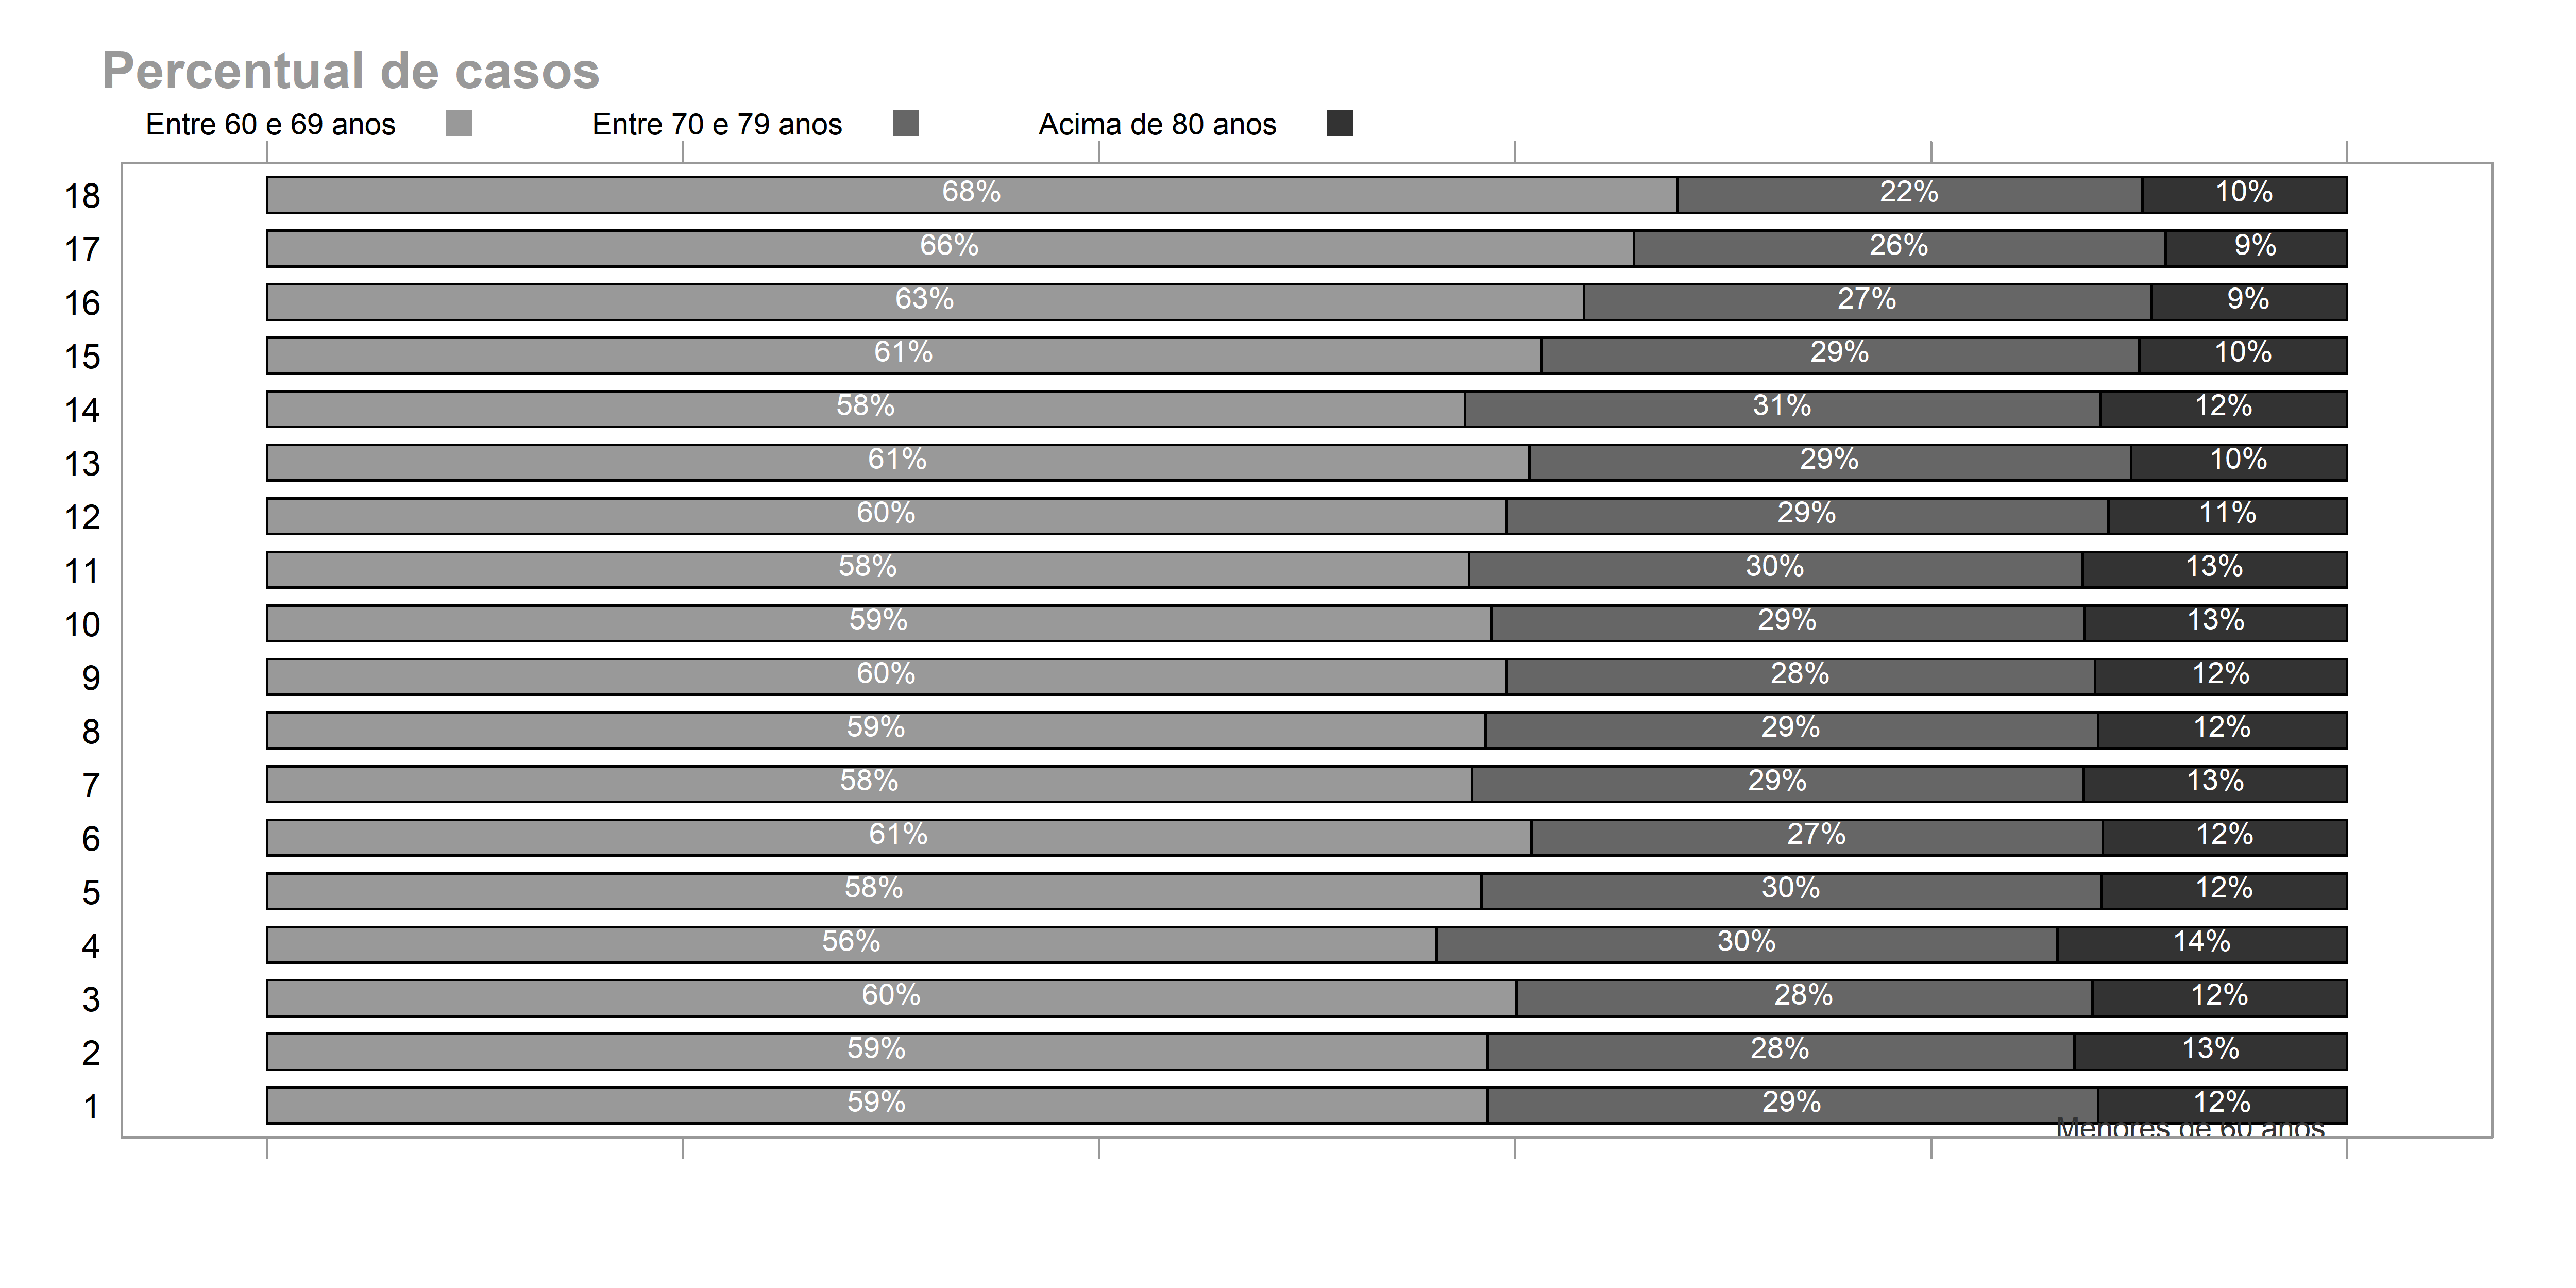 Percentual de casos
Entre 60 e 69 anos Entre 70 e 79 anos Acima de 80 anos
18 68% 22% 10%
17 66% 26% 9%
16 63% 27% 9%
15 61% 29% 10%
14 58% 31% 12%
13 61% 29% 10%
12 60% 29% 11%
11 58% 30% 13%
10 59% 29% 13%
9 60% 28% 12%
8 59% 29% 12%
7 58% 29% 13%
6 61% 27% 12%
5 58% 30% 12%
4 56% 30% 14%
3 60% 28% 12%
2 59% 28% 13%
1 59% 29% 12%
Menores de 60 anos